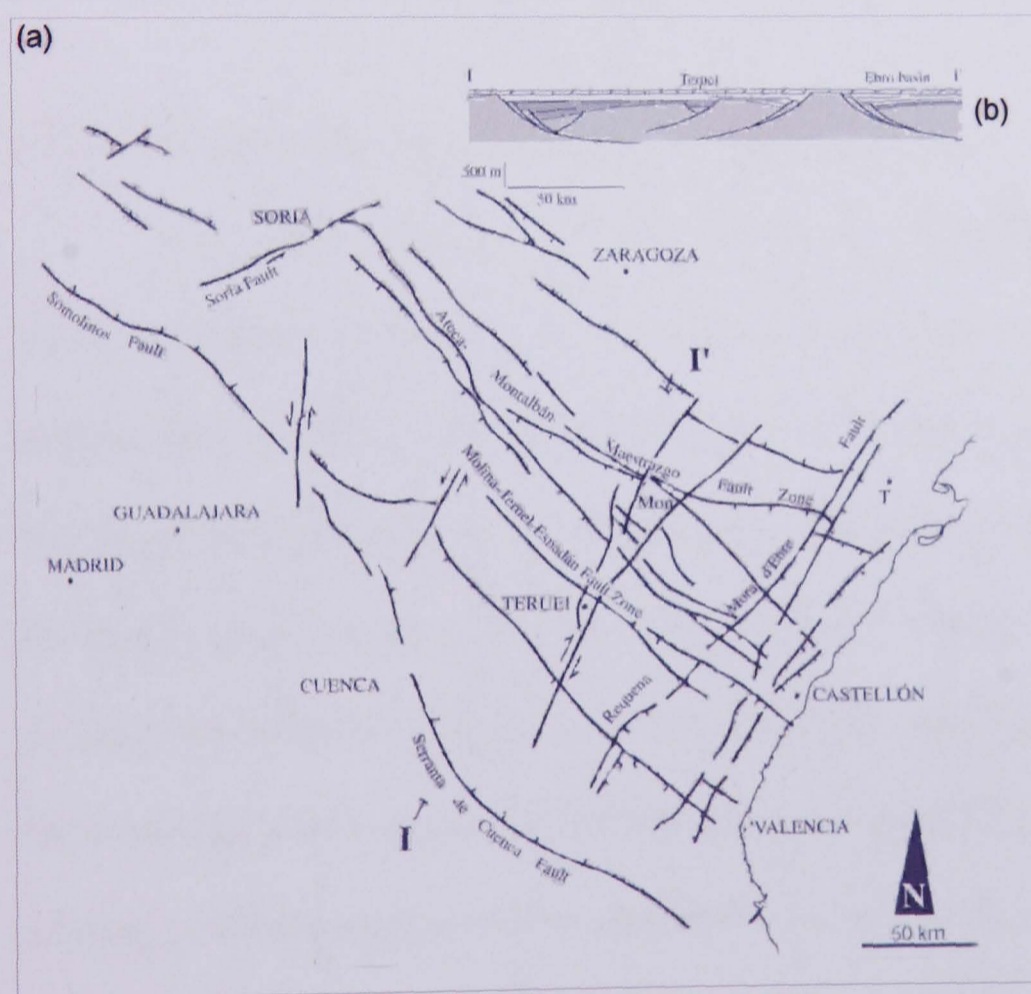 (a)
I
Teruel
Ebro basin
I'
(b)
500 m
50 km
SORIA
ZARAGOZA
Soria Fault
Somolinos Fault
Ateca-
I'
Montalbán
Maestrazgo
Fault
Fault Zone
Mon
T
Molina-Teruel-Espadán Fault Zone
GUADALAJARA
MADRID
Mora d'Ebre
TERUEL
CUENCA
CASTELLÓN
Requena
Serranía de Cuenca Fault
I
VALENCIA
N
50 km